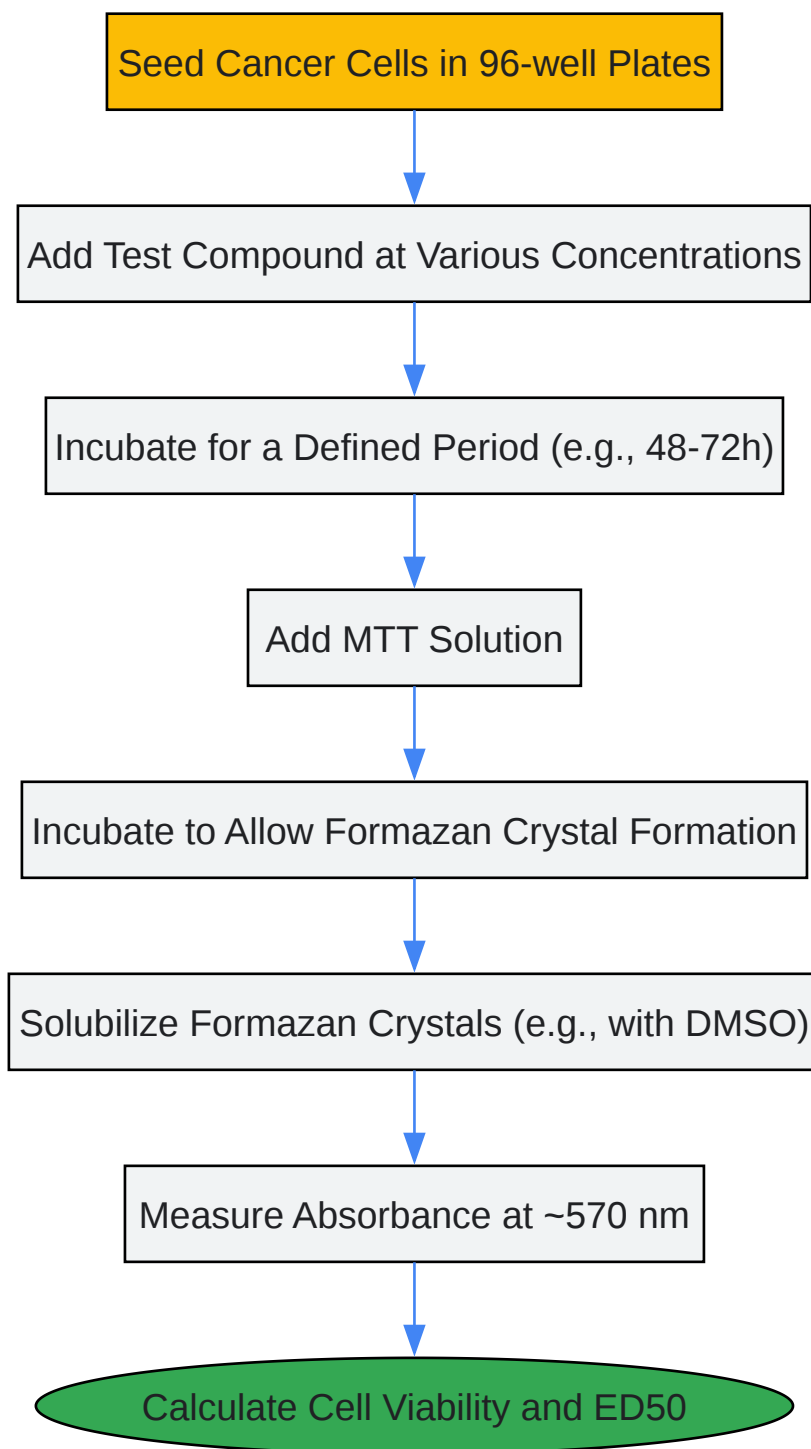 Seed Cancer Cells in 96-well Plates
Add Test Compound at Various Concentrations
Incubate for a Defined Period (e.g., 48-72h)
Add MTT Solution
Incubate to Allow Formazan Crystal Formation
Solubilize Formazan Crystals (e.g., with DMSO)
Measure Absorbance at ~570 nm
Calculate Cell Viability and ED50